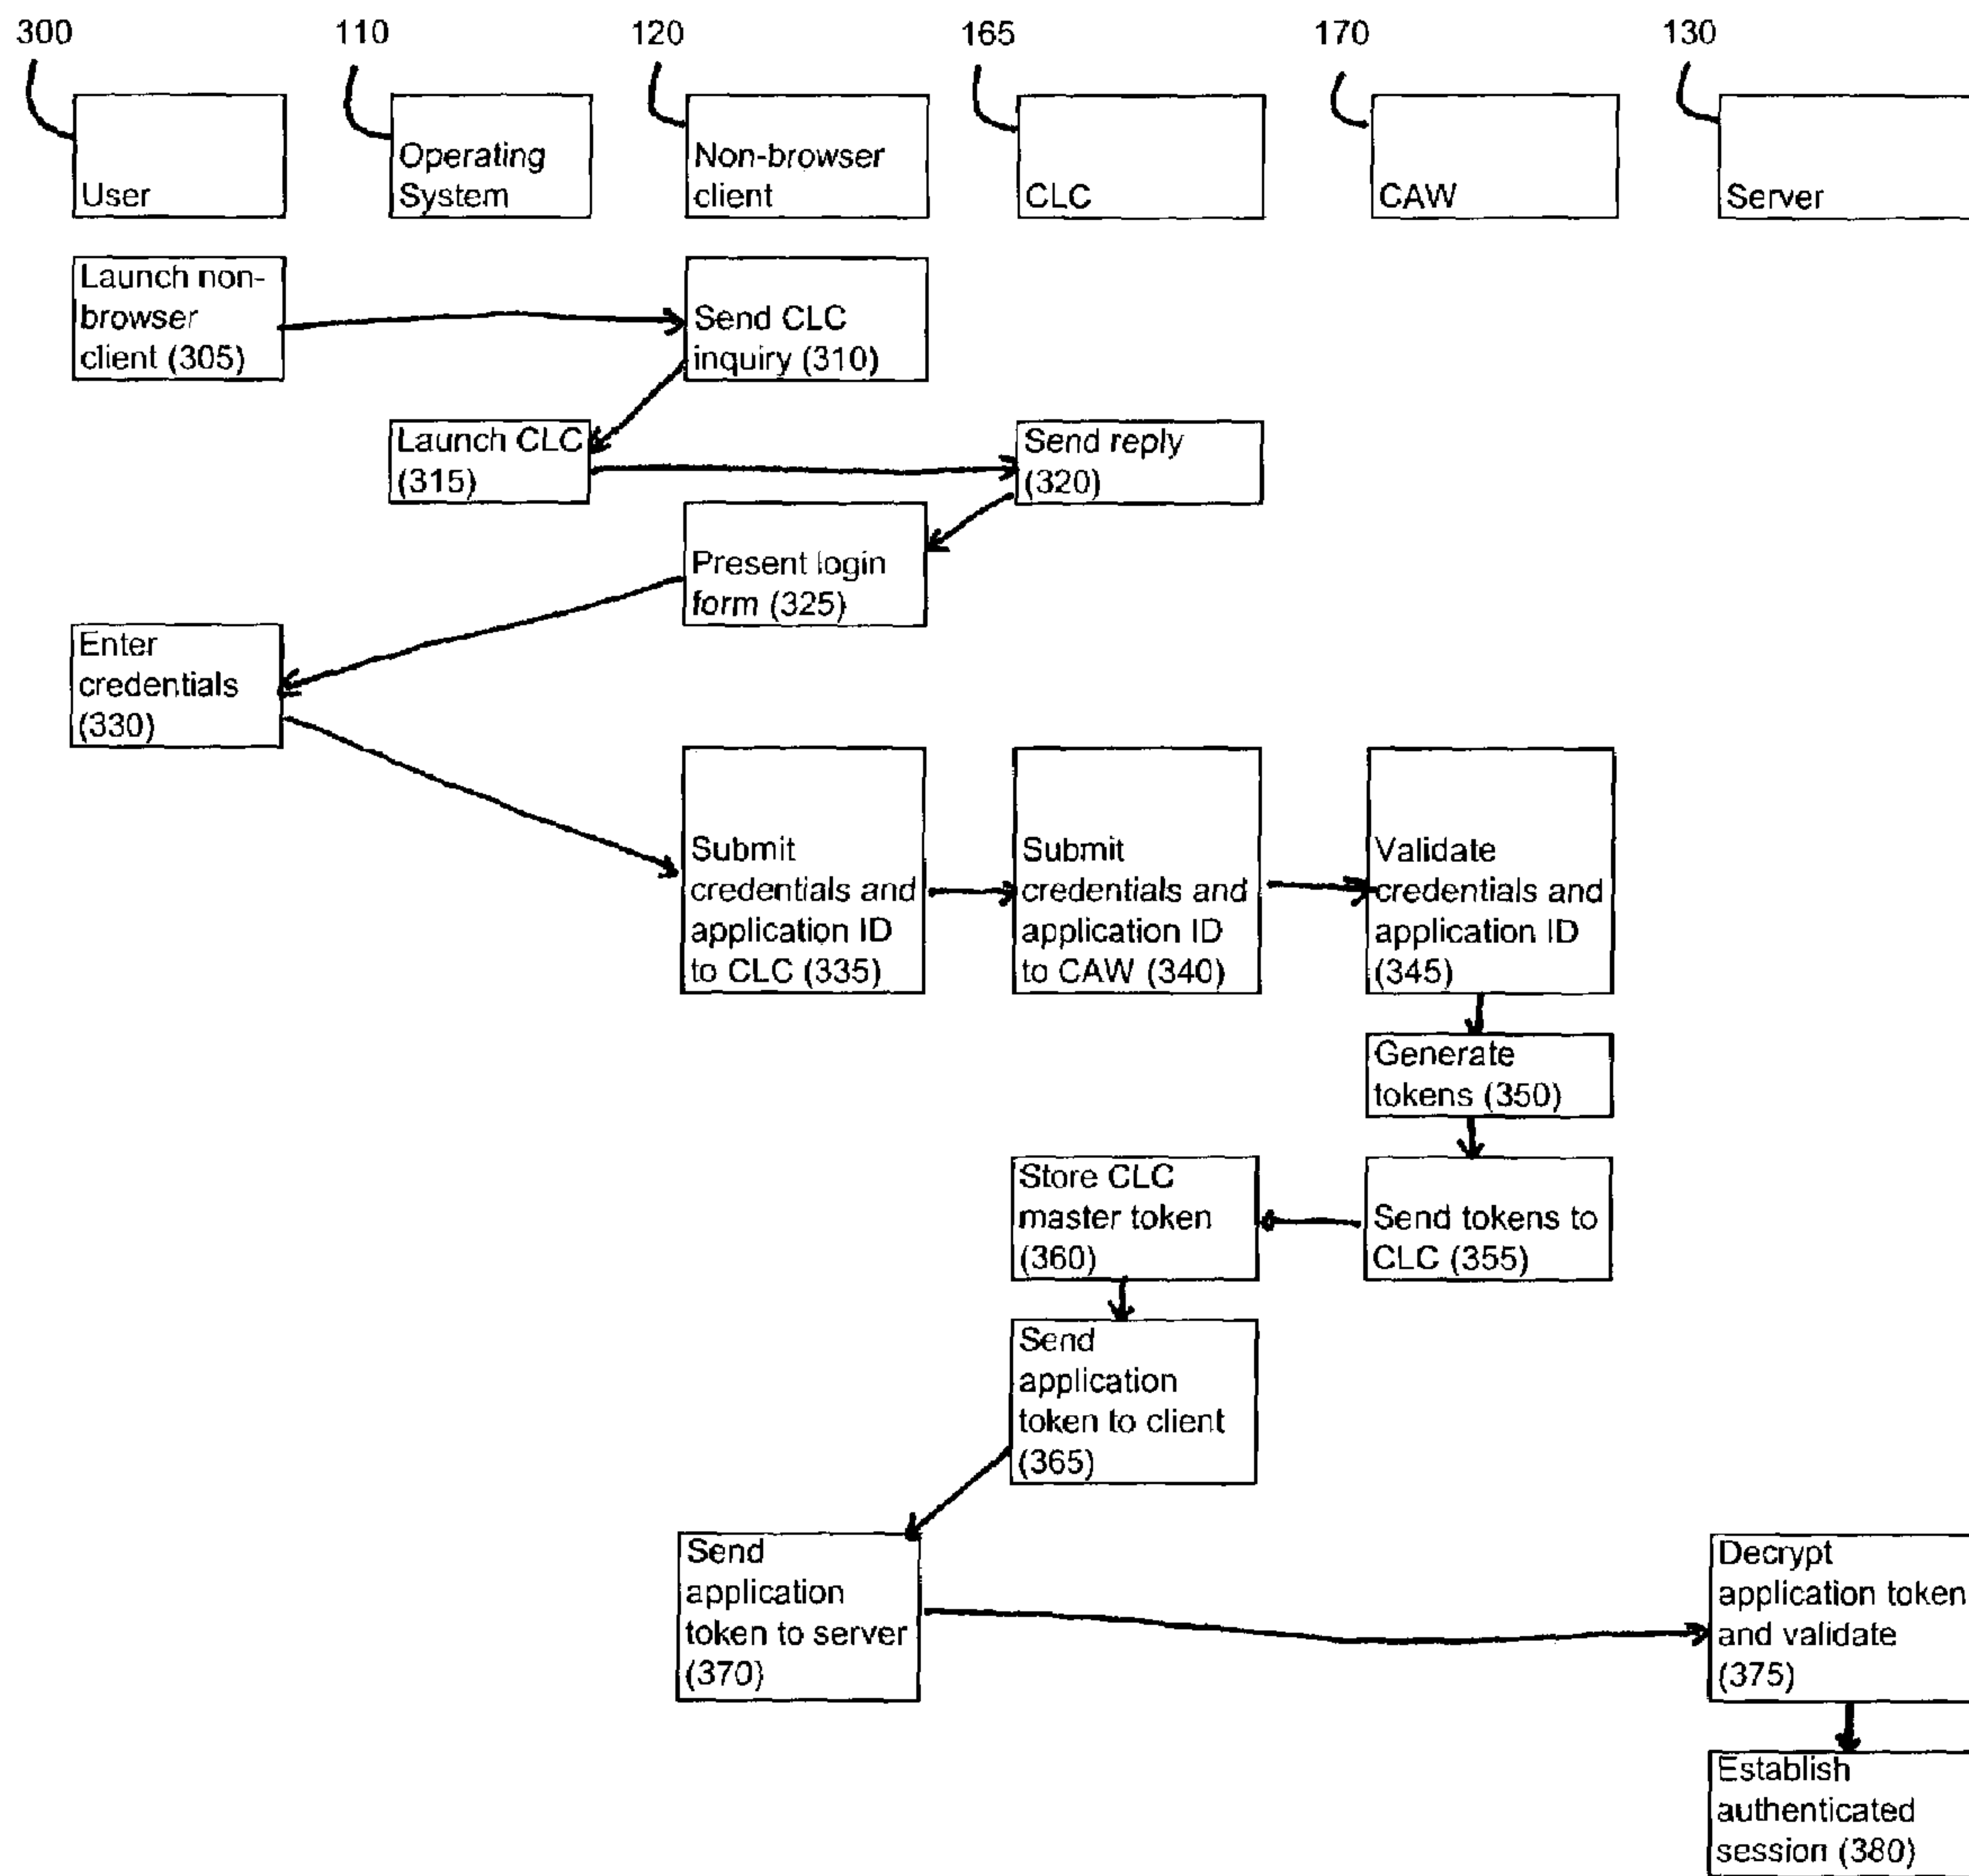 300
110
120
165
170
130
User
Operating
System
Non-browser
client
CLC
CAW
Server
Launch non-
browser
client (305)
Send CLC
inquiry (310)
Launch CLC
(315)
Send reply
(320)
Present login
form (325)
Enter
credentials
(330)
Submit
credentials and
application ID
to CLC (335)
Submit
credentials and
application ID
to CAW (340)
Validate
credentials and
application ID
(345)
Generate
tokens (350)
Send tokens to
CLC (355)
Store CLC
master token
(360)
Send
application
token to client
(365)
Send
application
token to server
(370)
Decrypt
application token
and validate
(375)
Establish
authenticated
session (380)